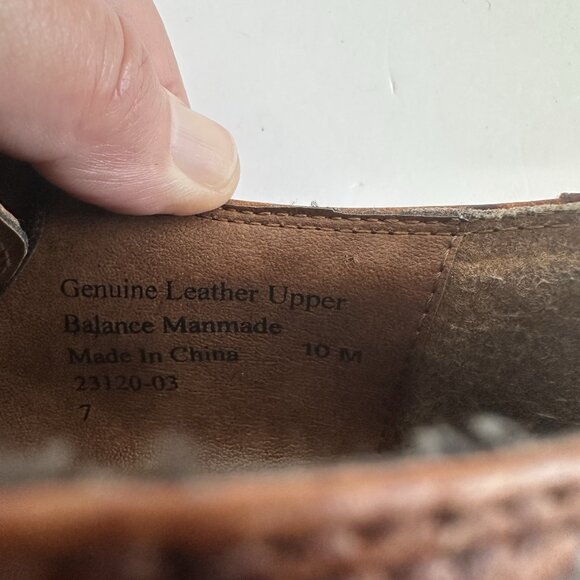 Genuine Leather Upper
Balance Manmade
Made In China 10 M
23120-03
7